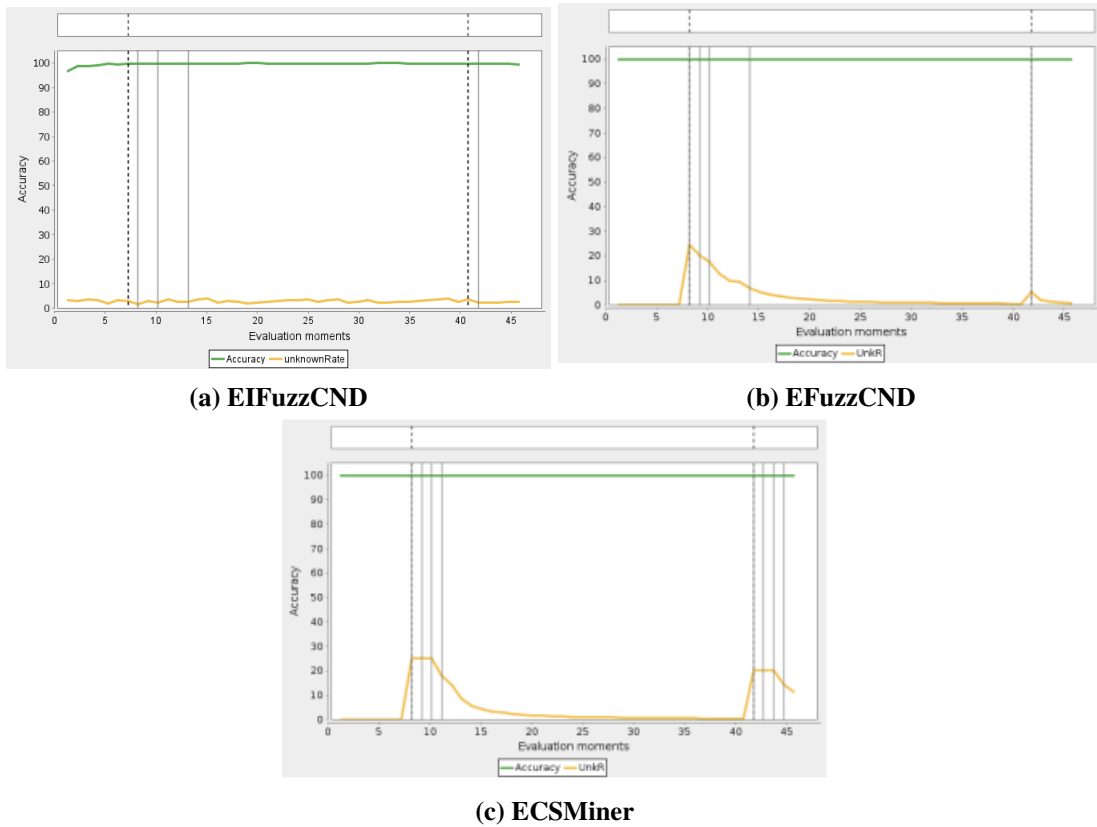 100
90
80
70
60
50
40
30
20
10
0
Accuracy
0 5 10 15 20 25 30 35 40 45
Evaluation moments
Accuracy unknownRate
(a) EIFuzzCND
100
90
80
70
60
50
40
30
20
10
0
Accuracy
0 5 10 15 20 25 30 35 40 45
Evaluation moments
Accuracy UnkR
(b) EFuzzCND
100
90
80
70
60
50
40
30
20
10
0
Accuracy
0 5 10 15 20 25 30 35 40 45
Evaluation moments
Accuracy UnkR
(c) ECSMiner